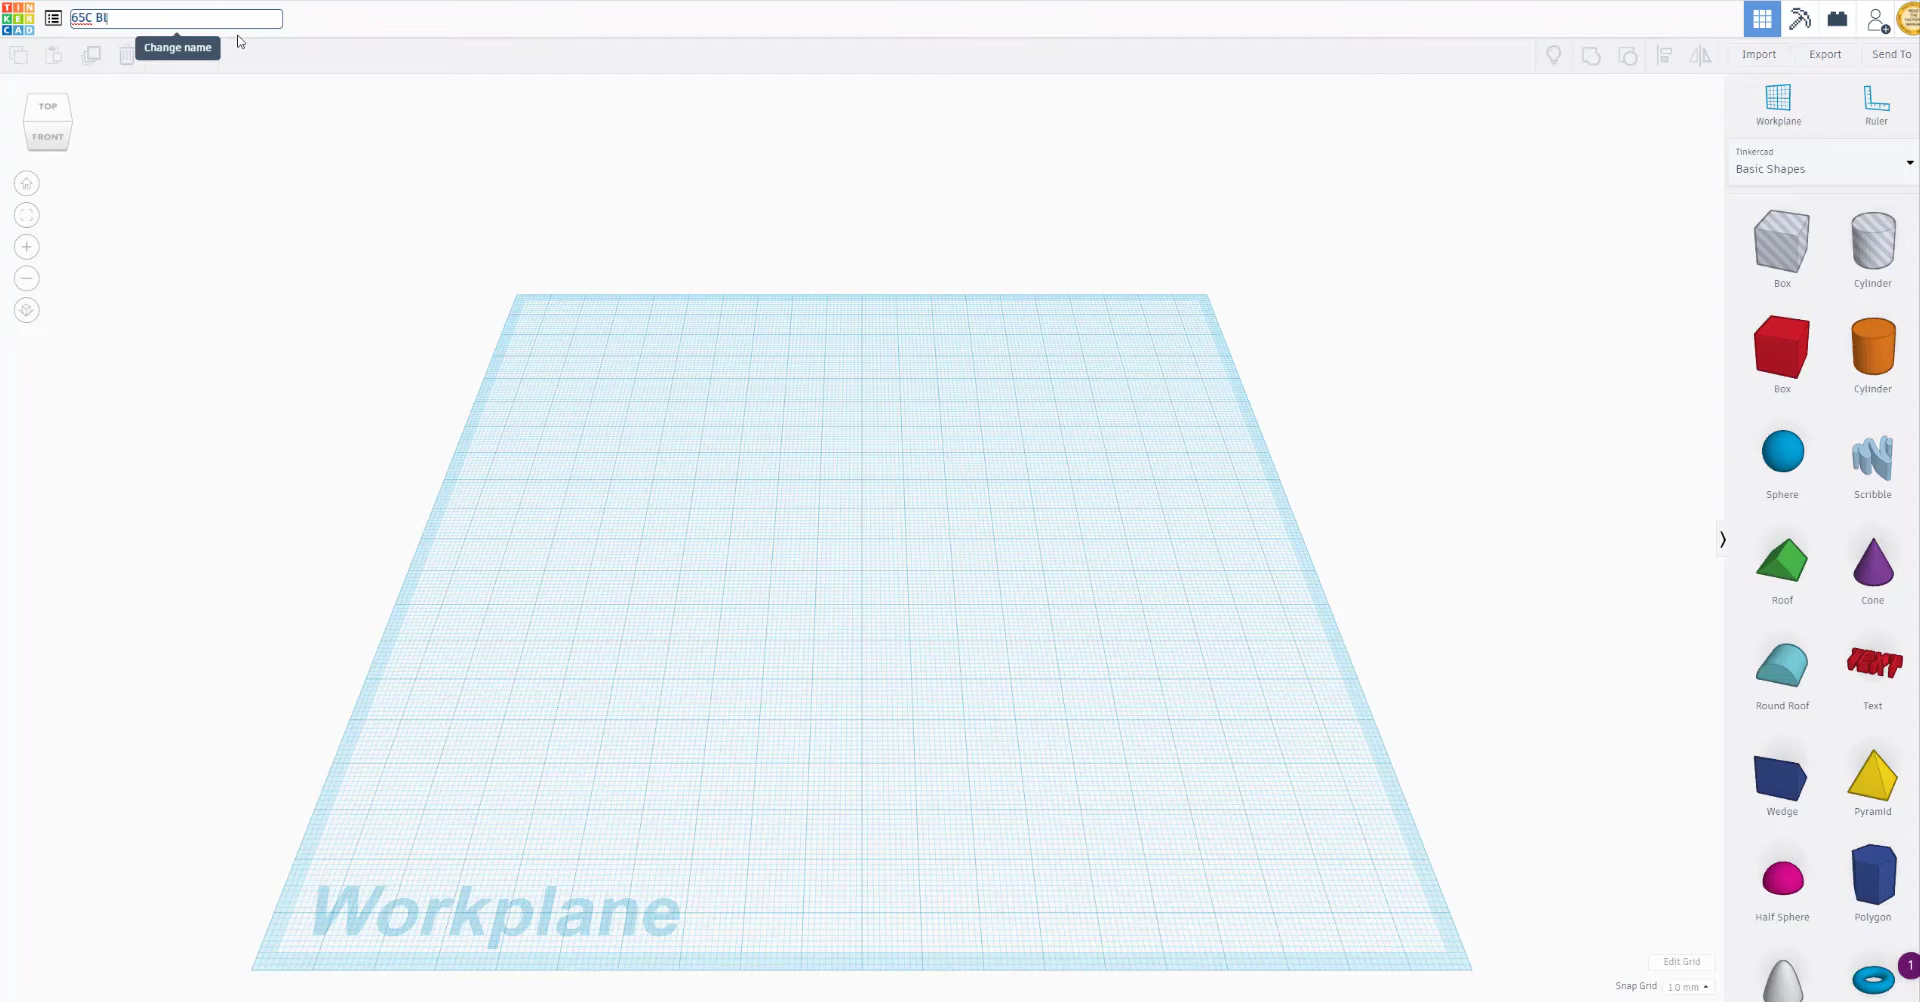 TIN
KER
CAD
65C BL
Change name
Import
Export
Send To
TOP
FRONT
Workplane
Ruler
Tinkercad
Basic Shapes
Box
Cylinder
Box
Cylinder
Sphere
Scribble
Roof
Cone
TEXT
Round Roof
Text
Wedge
Pyramid
Half Sphere
Polygon
Workplane
Edit Grid
1
Snap Grid
1.0 mm